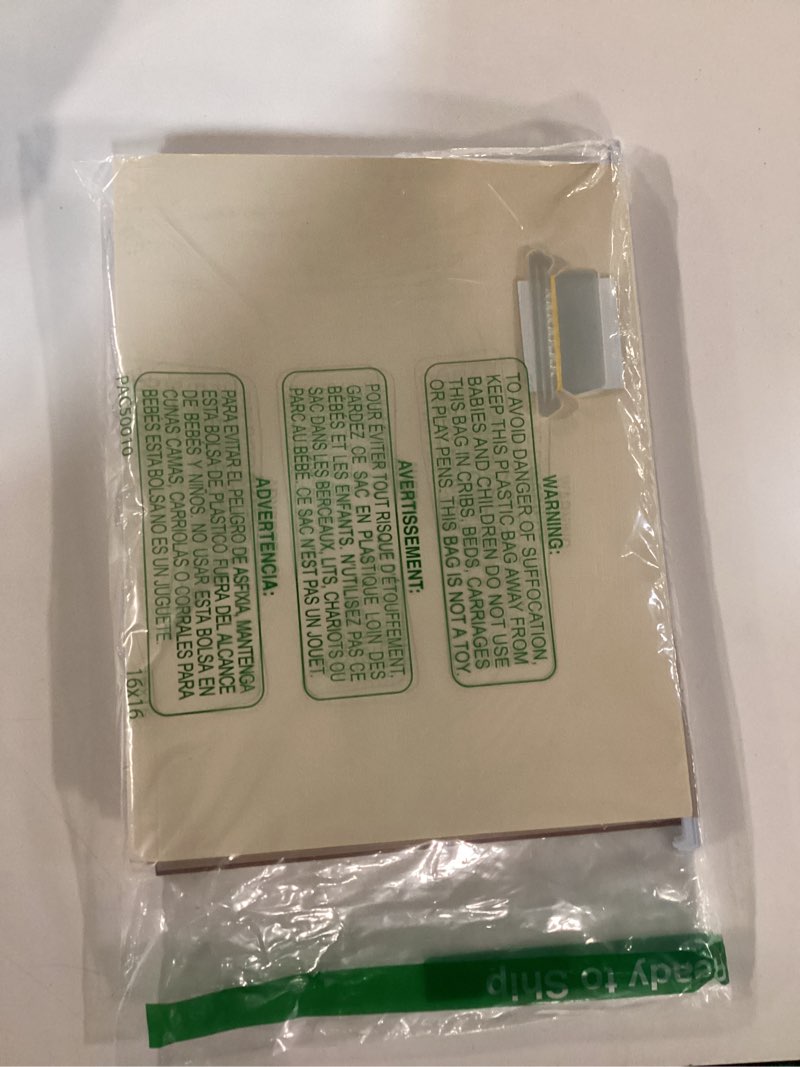 WARNING:
TO AVOID DANGER OF SUFFOCATION,
KEEP THIS PLASTIC BAG AWAY FROM
BABIES AND CHILDREN DO NOT USE
THIS BAG IN CRIBS, BEDS, CARRIAGES
OR PLAY PENS. THIS BAG IS NOT A TOY.
AVERTISSEMENT:
POUR ÉVITER TOUT RISQUE D'ÉTOUFFEMENT,
GARDEZ CE SAC EN PLASTIQUE LOIN DES
BÉBÉS ET LES ENFANTS. N'UTILISEZ PAS CE
SAC DANS LES BERCEAUX, LITS, CHARIOTS OU
PARC AU BÉBÉ. CE SAC N'EST PAS UN JOUET.
ADVERTENCIA:
PARA EVITAR EL PELIGRO DE ASFIXIA. MANTENGA
ESTA BOLSA DE PLASTICO FUERA DEL ALCANCE
DE BEBES Y NIÑOS. NO USAR ESTA BOLSA EN
CUNAS CAMAS, CARRIOLAS O CORRALES PARA
BEBÉS ESTA BOLSA NO ES UN JUGUETE.
PAC50010
16X16
Ready to Ship